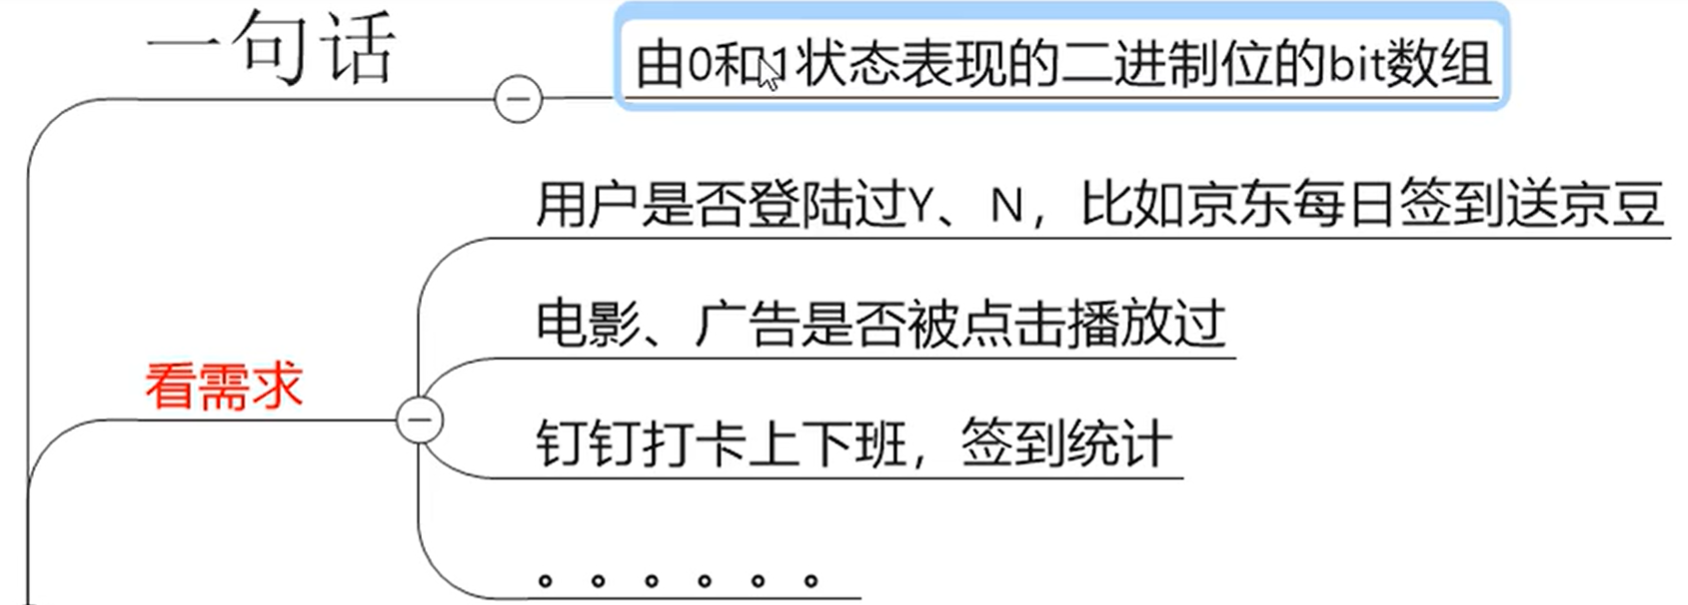 一句话
由0和1状态表现的二进制位的bit数组
用户是否登陆过Y、N，比如京东每日签到送京豆
电影、广告是否被点击播放过
看需求
钉钉打卡上下班，签到统计
。。。。。。